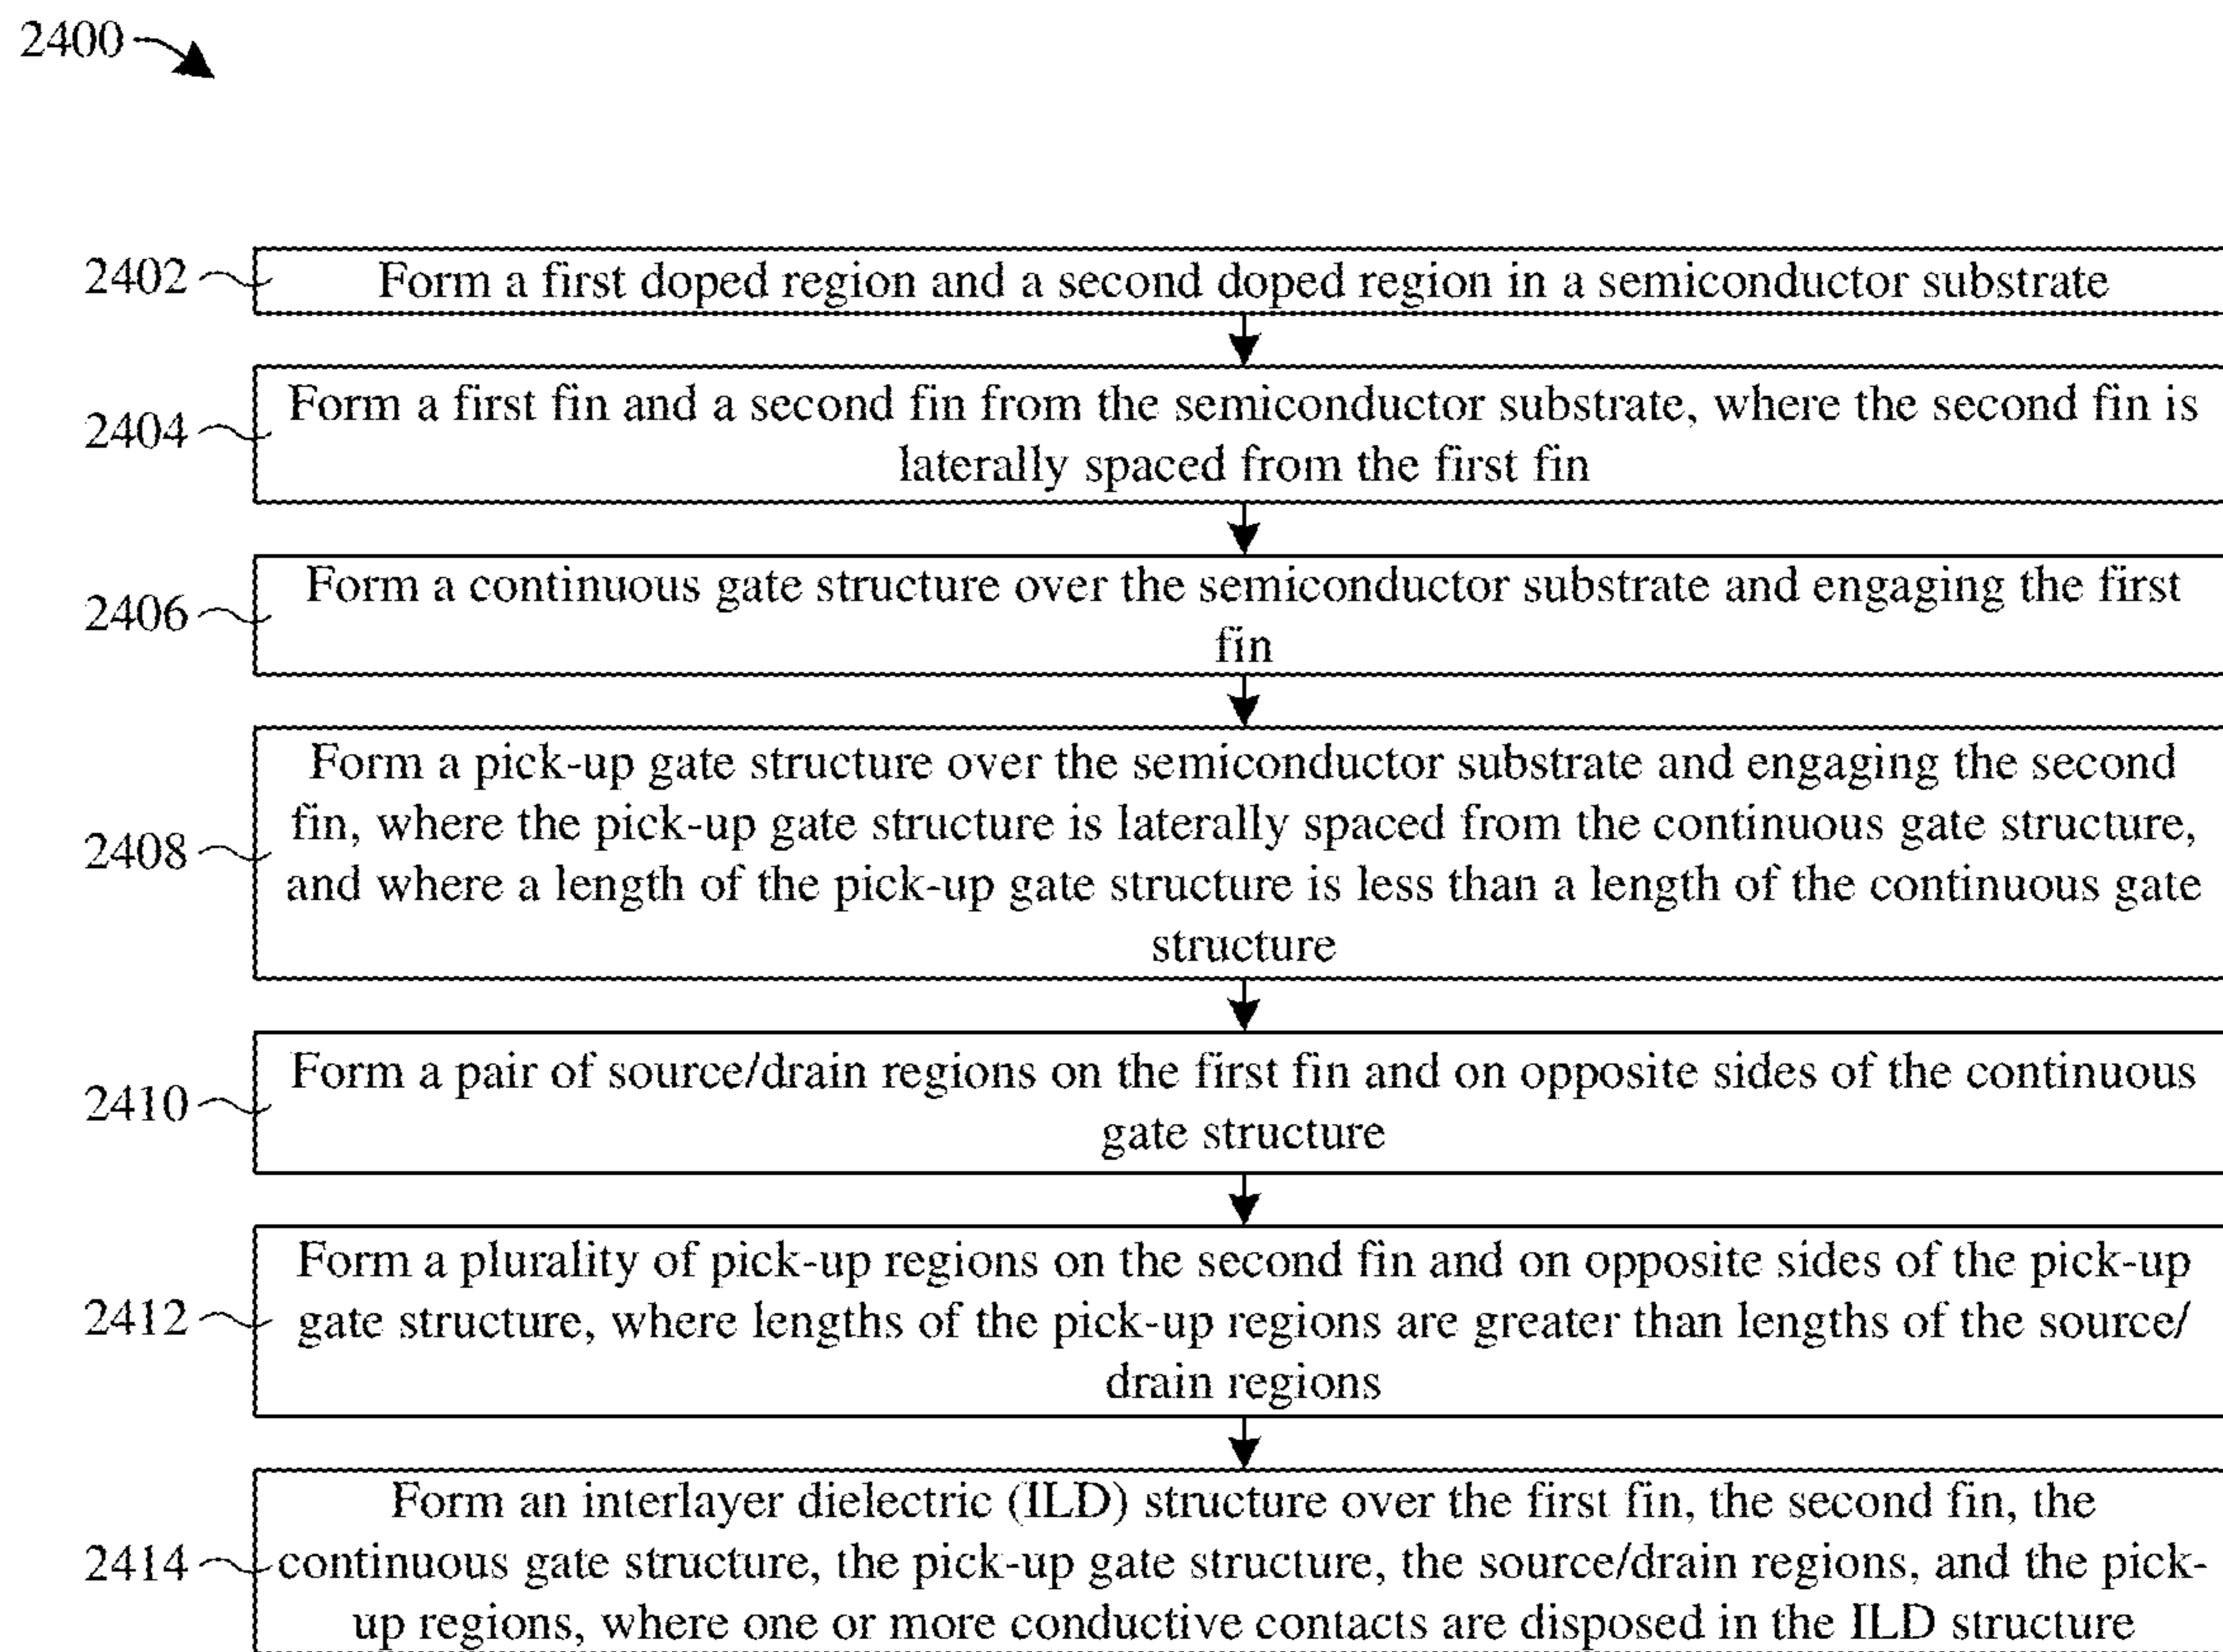 2400
2402
Form a first doped region and a second doped region in a semiconductor substrate
2404
Form a first fin and a second fin from the semiconductor substrate, where the second fin is
laterally spaced from the first fin
2406
Form a continuous gate structure over the semiconductor substrate and engaging the first
fin
2408
Form a pick-up gate structure over the semiconductor substrate and engaging the second
fin, where the pick-up gate structure is laterally spaced from the continuous gate structure,
and where a length of the pick-up gate structure is less than a length of the continuous gate
structure
2410
Form a pair of source/drain regions on the first fin and on opposite sides of the continuous
gate structure
2412
Form a plurality of pick-up regions on the second fin and on opposite sides of the pick-up
gate structure, where lengths of the pick-up regions are greater than lengths of the source/
drain regions
2414
Form an interlayer dielectric (ILD) structure over the first fin, the second fin, the
continuous gate structure, the pick-up gate structure, the source/drain regions, and the pick-
up regions, where one or more conductive contacts are disposed in the ILD structure